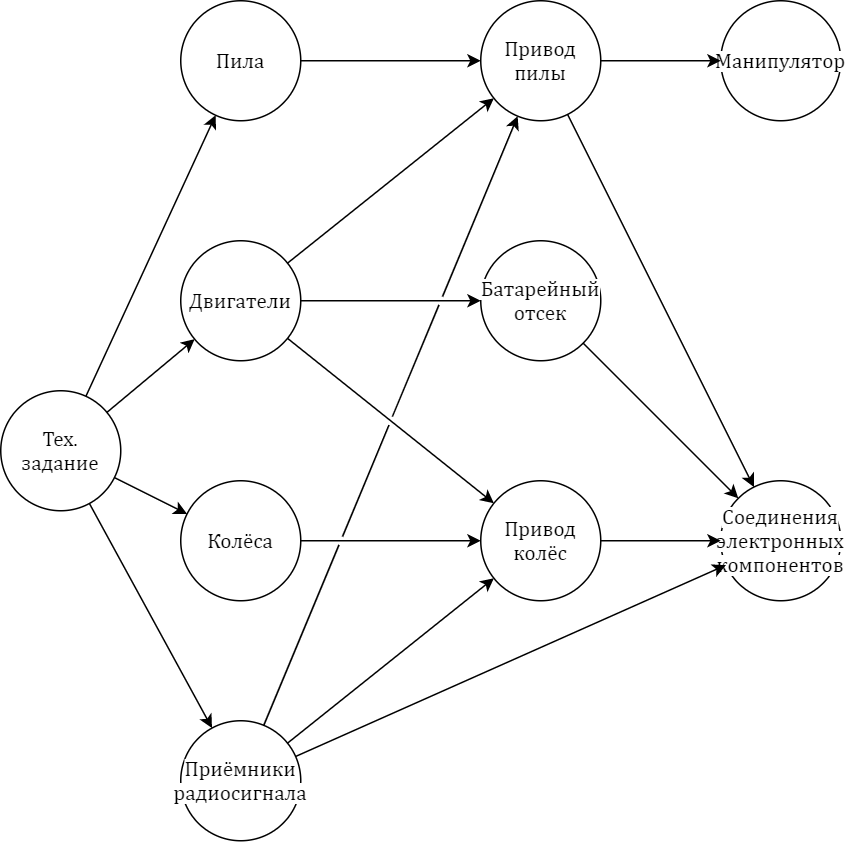 Пила
Привод
пилы
Манипулятор
Двигатели
Батарейный
отсек
Тех.
задание
Колёса
Привод
колёс
Соединения
электронных
компонентов
Приёмники
радиосигнала